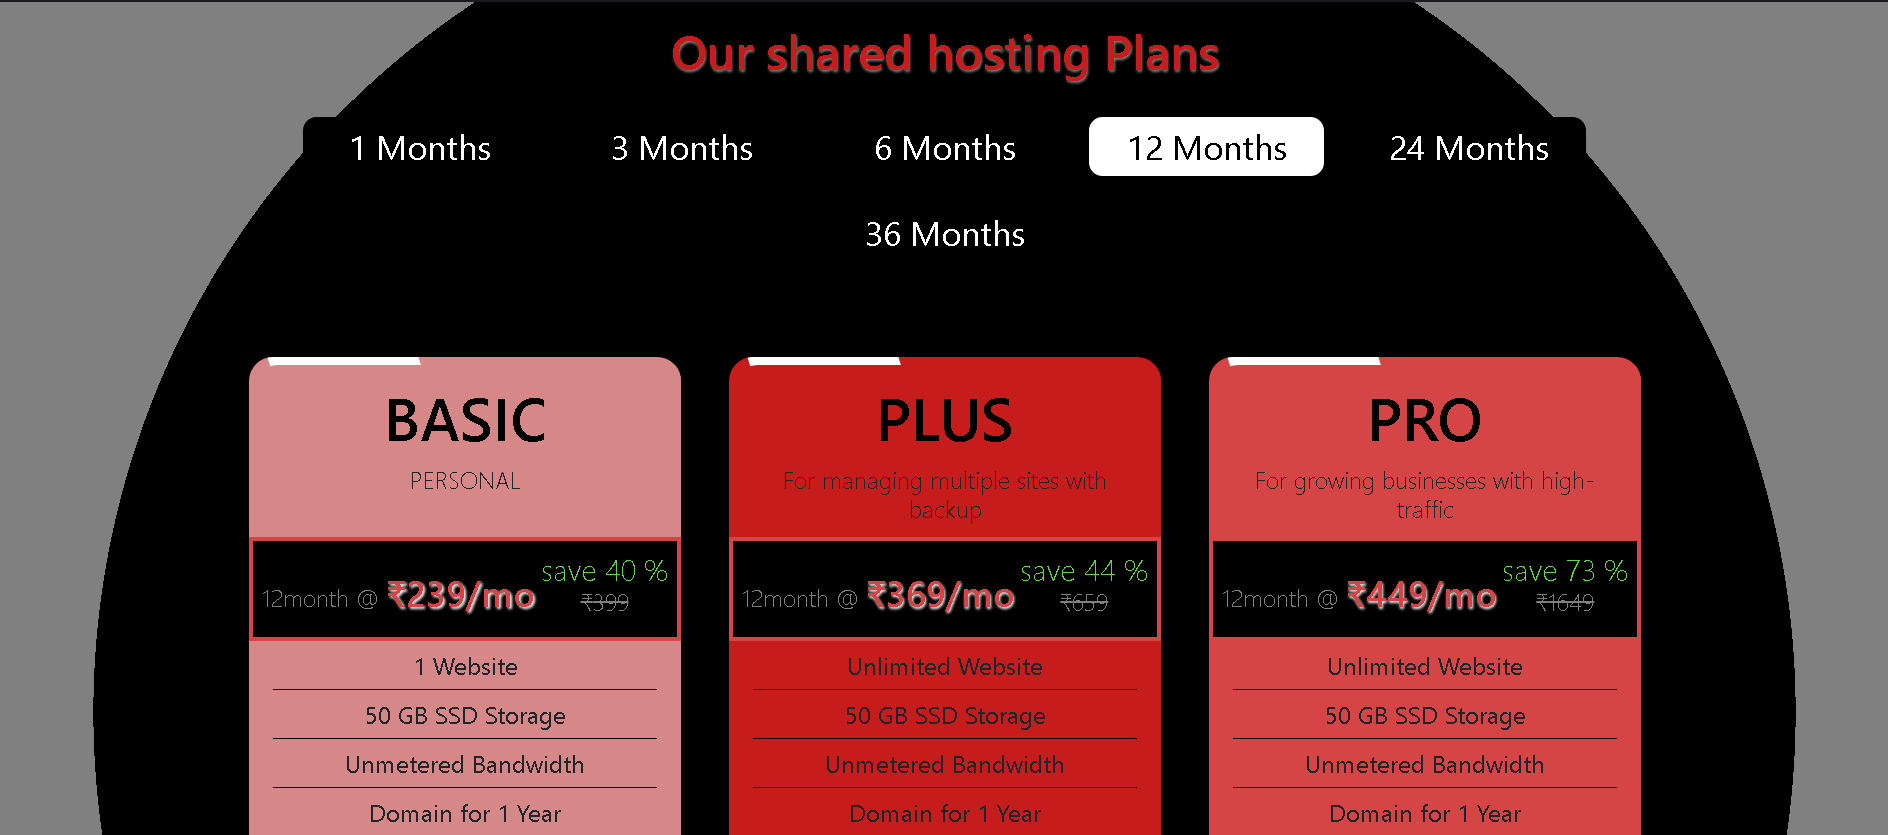 Our shared hosting Plans
1 Months 3 Months 6 Months 12 Months 24 Months
36 Months
BASIC
PERSONAL
12month @ ₹239/mo save 40 %
₹399
1 Website
50 GB SSD Storage
Unmetered Bandwidth
Domain for 1 Year
PLUS
For managing multiple sites with
backup
12month @ ₹369/mo save 44 %
₹659
Unlimited Website
50 GB SSD Storage
Unmetered Bandwidth
Domain for 1 Year
PRO
For growing businesses with high-
traffic
12month @ ₹449/mo save 73 %
₹1649
Unlimited Website
50 GB SSD Storage
Unmetered Bandwidth
Domain for 1 Year